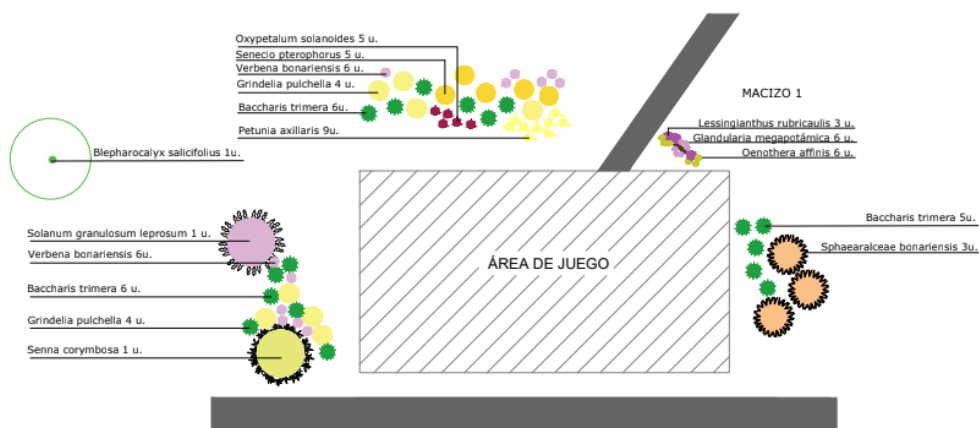 Oxypetalum solanoides 5 u.
Senecio pterophorus 5 u.
Verbena bonariensis 6 u.
Grindelia pulchella 4 u.
Baccharis trimera 6u.
Petunia axillaris 9u.
MACIZO 1
Lessingianthus rubricaulis 3 u.
Glandularia megapotámica 6 u.
Oenothera affinis 6 u.
Blepharocalyx salicifolius 1u.
Solanum granulosum leprosum 1 u.
Verbena bonariensis 6u.
Baccharis trimera 6 u.
Grindelia pulchella 4 u.
Senna corymbosa 1 u.
ÁREA DE JUEGO
Baccharis trimera 5u.
Sphaearalceae bonariensis 3u.